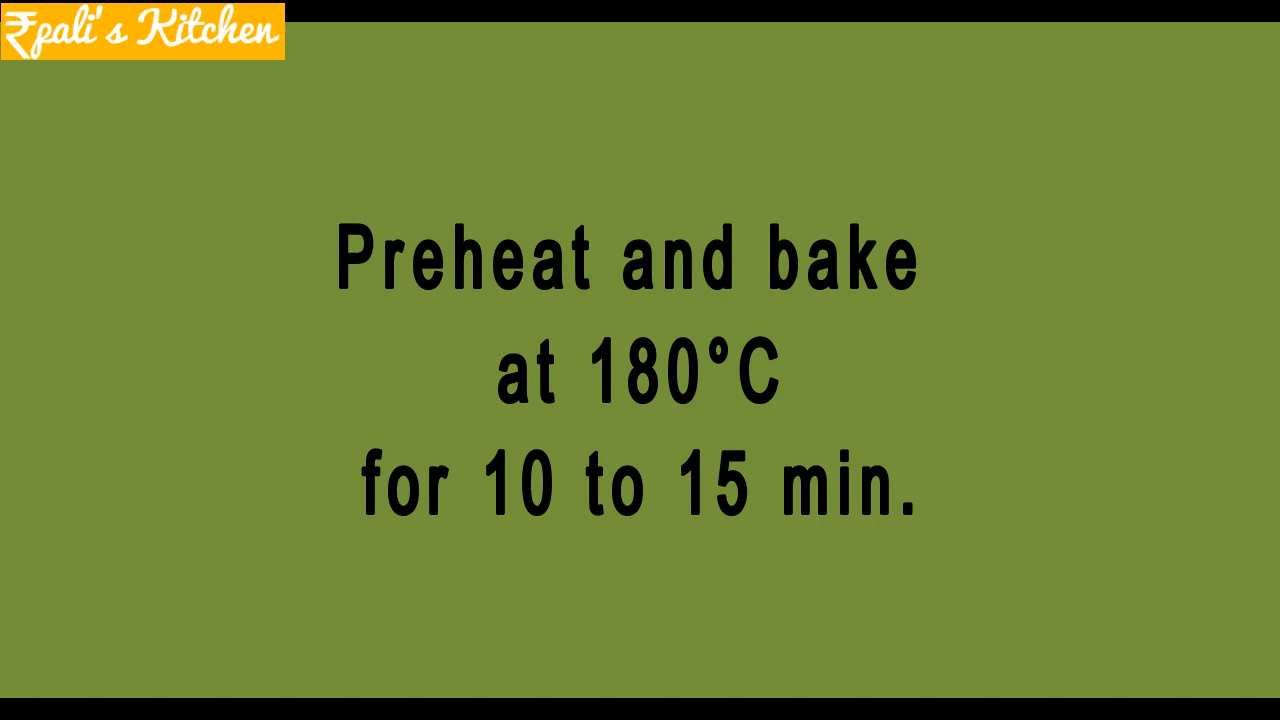 ₹pali's Kitchen
Preheat and bake
at 180°C
for 10 to 15 min.